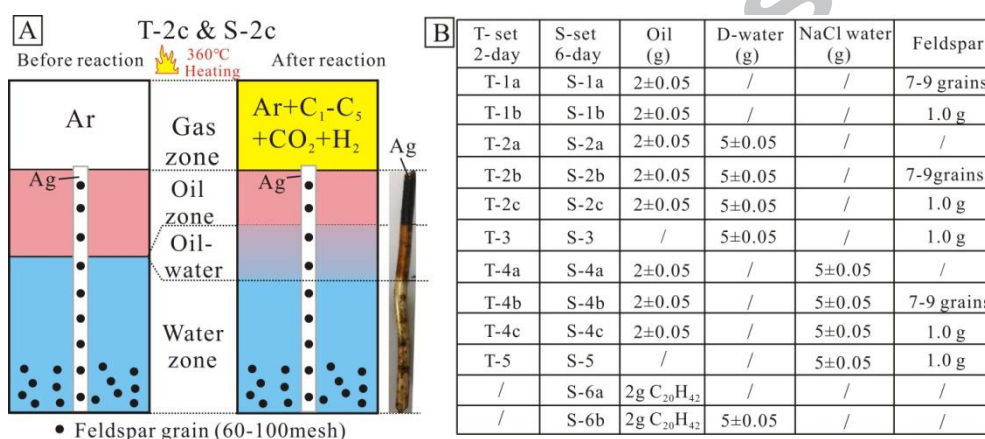 A
T-2c & S-2c
Before reaction
360℃
Heating
After reaction
Ar
Gas
zone
Ar+C₁-C₅
+CO₂+H₂
Ag
Ag
Ag
Oil
zone
Oil-
water
Water
zone
• Feldspar grain (60-100mesh)
B
T- set 2-day S-set 6-day Oil (g) D-water (g) NaCl water (g) Feldspar
T-1a S-1a 2±0.05 / / 7-9 grains
T-1b S-1b 2±0.05 / / 1.0 g
T-2a S-2a 2±0.05 5±0.05 / /
T-2b S-2b 2±0.05 5±0.05 / 7-9grains
T-2c S-2c 2±0.05 5±0.05 / 1.0 g
T-3 S-3 / 5±0.05 / 1.0 g
T-4a S-4a 2±0.05 / 5±0.05 /
T-4b S-4b 2±0.05 / 5±0.05 7-9 grains
T-4c S-4c 2±0.05 / 5±0.05 1.0 g
T-5 S-5 / / 5±0.05 1.0 g
/ S-6a 2g C₂₀H₄₂ / / /
/ S-6b 2g C₂₀H₄₂ 5±0.05 / /